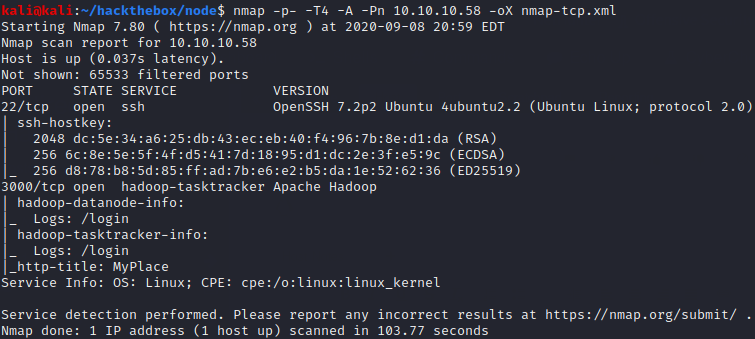 kali@kali:~/hackthebox/node$ nmap -p- -T4 -A -Pn 10.10.10.58 -oX nmap-tcp.xml
Starting Nmap 7.80 ( https://nmap.org ) at 2020-09-08 20:59 EDT
Nmap scan report for 10.10.10.58
Host is up (0.037s latency).
Not shown: 65533 filtered ports
PORT     STATE SERVICE            VERSION
22/tcp   open  ssh                OpenSSH 7.2p2 Ubuntu 4ubuntu2.2 (Ubuntu Linux; protocol 2.0)
| ssh-hostkey:
|   2048 dc:5e:34:a6:25:db:43:ec:eb:40:f4:96:7b:8e:d1:da (RSA)
|   256 6c:8e:5e:5f:4f:d5:41:7d:18:95:d1:dc:2e:3f:e5:9c (ECDSA)
|_  256 d8:78:b8:5d:85:ff:ad:7b:e6:e2:b5:da:1e:52:62:36 (ED25519)
3000/tcp open  hadoop-tasktracker Apache Hadoop
| hadoop-datanode-info:
|_  Logs: /login
| hadoop-tasktracker-info:
|_  Logs: /login
|_http-title: MyPlace
Service Info: OS: Linux; CPE: cpe:/o:linux:linux_kernel
Service detection performed. Please report any incorrect results at https://nmap.org/submit/ .
Nmap done: 1 IP address (1 host up) scanned in 103.77 seconds